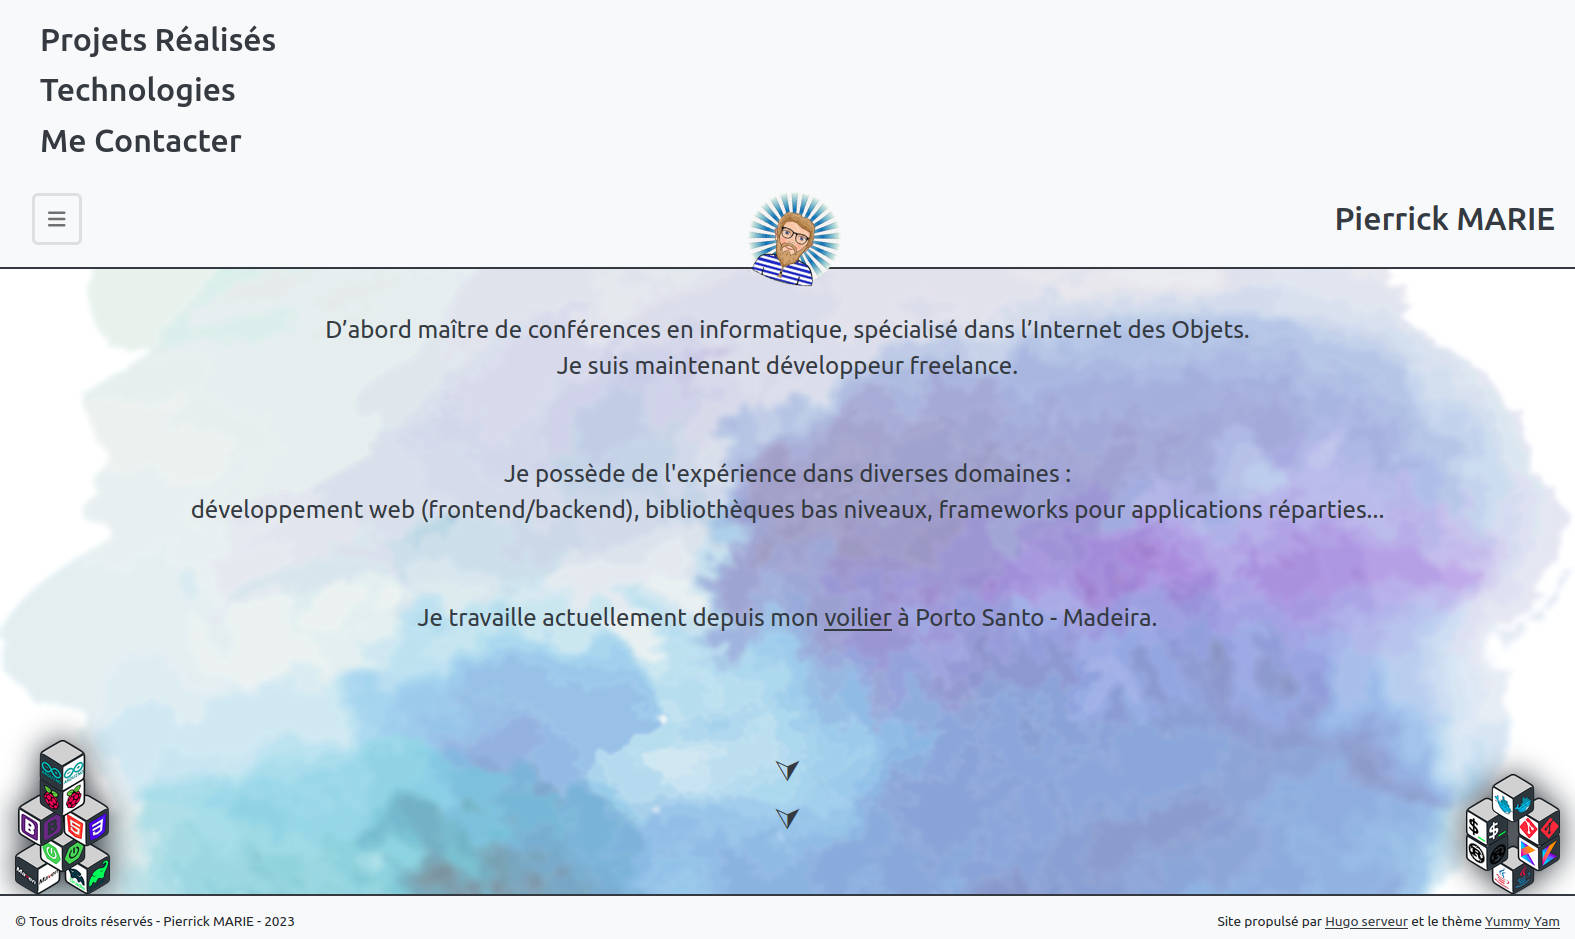 Projets Réalisés
Technologies
Me Contacter
Pierrick MARIE
D’abord maître de conférences en informatique, spécialisé dans l’Internet des Objets.
Je suis maintenant développeur freelance.
Je possède de l'expérience dans diverses domaines :
développement web (frontend/backend), bibliothèques bas niveaux, frameworks pour applications réparties...
Je travaille actuellement depuis mon voilier à Porto Santo - Madeira.
Maven Maven
© Tous droits réservés - Pierrick MARIE - 2023
Site propulsé par Hugo serveur et le thème Yummy Yam